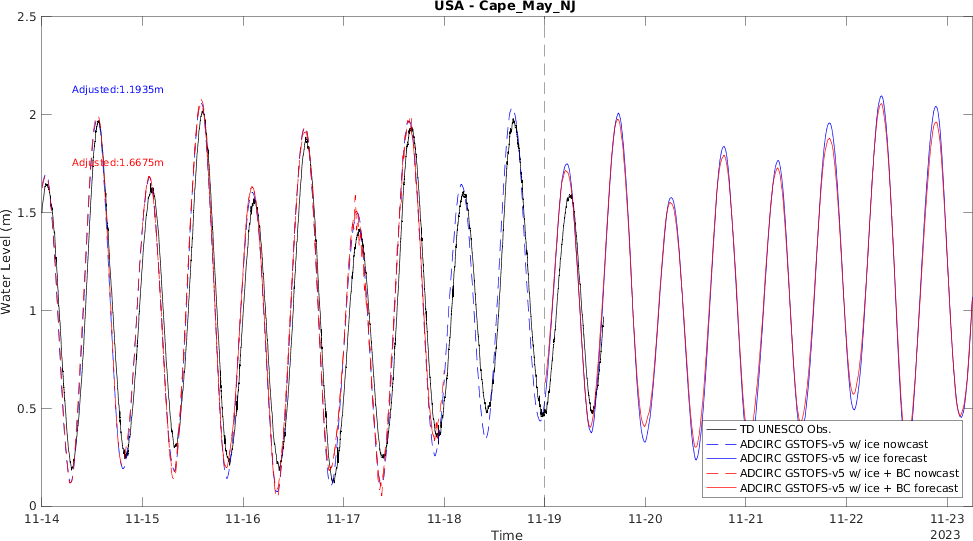 USA - Cape_May_NJ
2.5
2
1.5
1
0.5
0
Water Level (m)
Adjusted:1.1935m
Adjusted:1.6675m
TD UNESCO Obs.
ADCIRC GSTOFS-v5 w/ ice nowcast
ADCIRC GSTOFS-v5 w/ ice forecast
ADCIRC GSTOFS-v5 w/ ice + BC nowcast
ADCIRC GSTOFS-v5 w/ ice + BC forecast
11-14 11-15 11-16 11-17 11-18 11-19 11-20 11-21 11-22 11-23
Time
2023